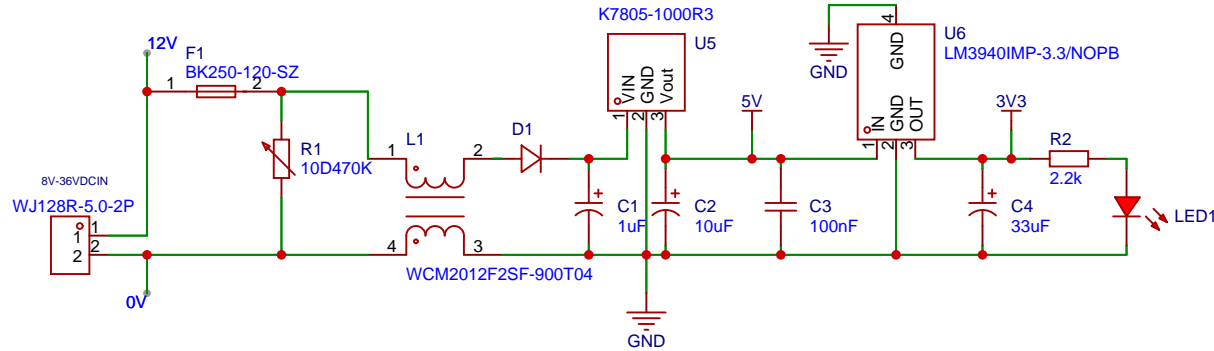 K7805-1000R3
U5
VIN
GND
Vout
1
2
3
4
GND
GND
U6
LM3940IMP-3.3/NOPB
IN
GND
OUT
1
2
3
12V
F1
BK250-120-SZ
1
2
R1
10D470K
L1
1
2
4
3
WCM2012F2SF-900T04
D1
5V
3V3
R2
2.2k
8V-36VDCIN
WJ128R-5.0-2P
1
2
1
2
0V
C1
1uF
C2
10uF
C3
100nF
C4
33uF
LED1
GND